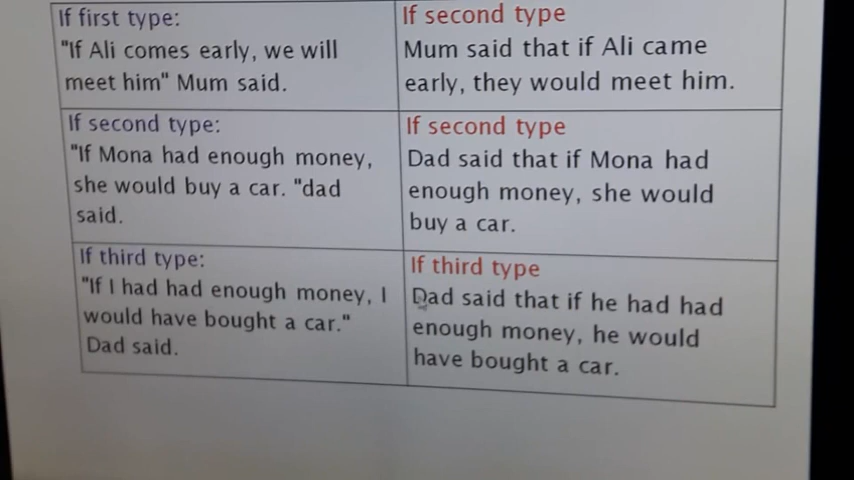 If first type:
"If Ali comes early, we will
meet him" Mum said.
If second type
Mum said that if Ali came
early, they would meet him.
If second type:
"If Mona had enough money,
she would buy a car. "dad
said.
If second type
Dad said that if Mona had
enough money, she would
buy a car.
If third type:
"If I had had enough money, I
would have bought a car."
Dad said.
If third type
Dad said that if he had had
enough money, he would
have bought a car.